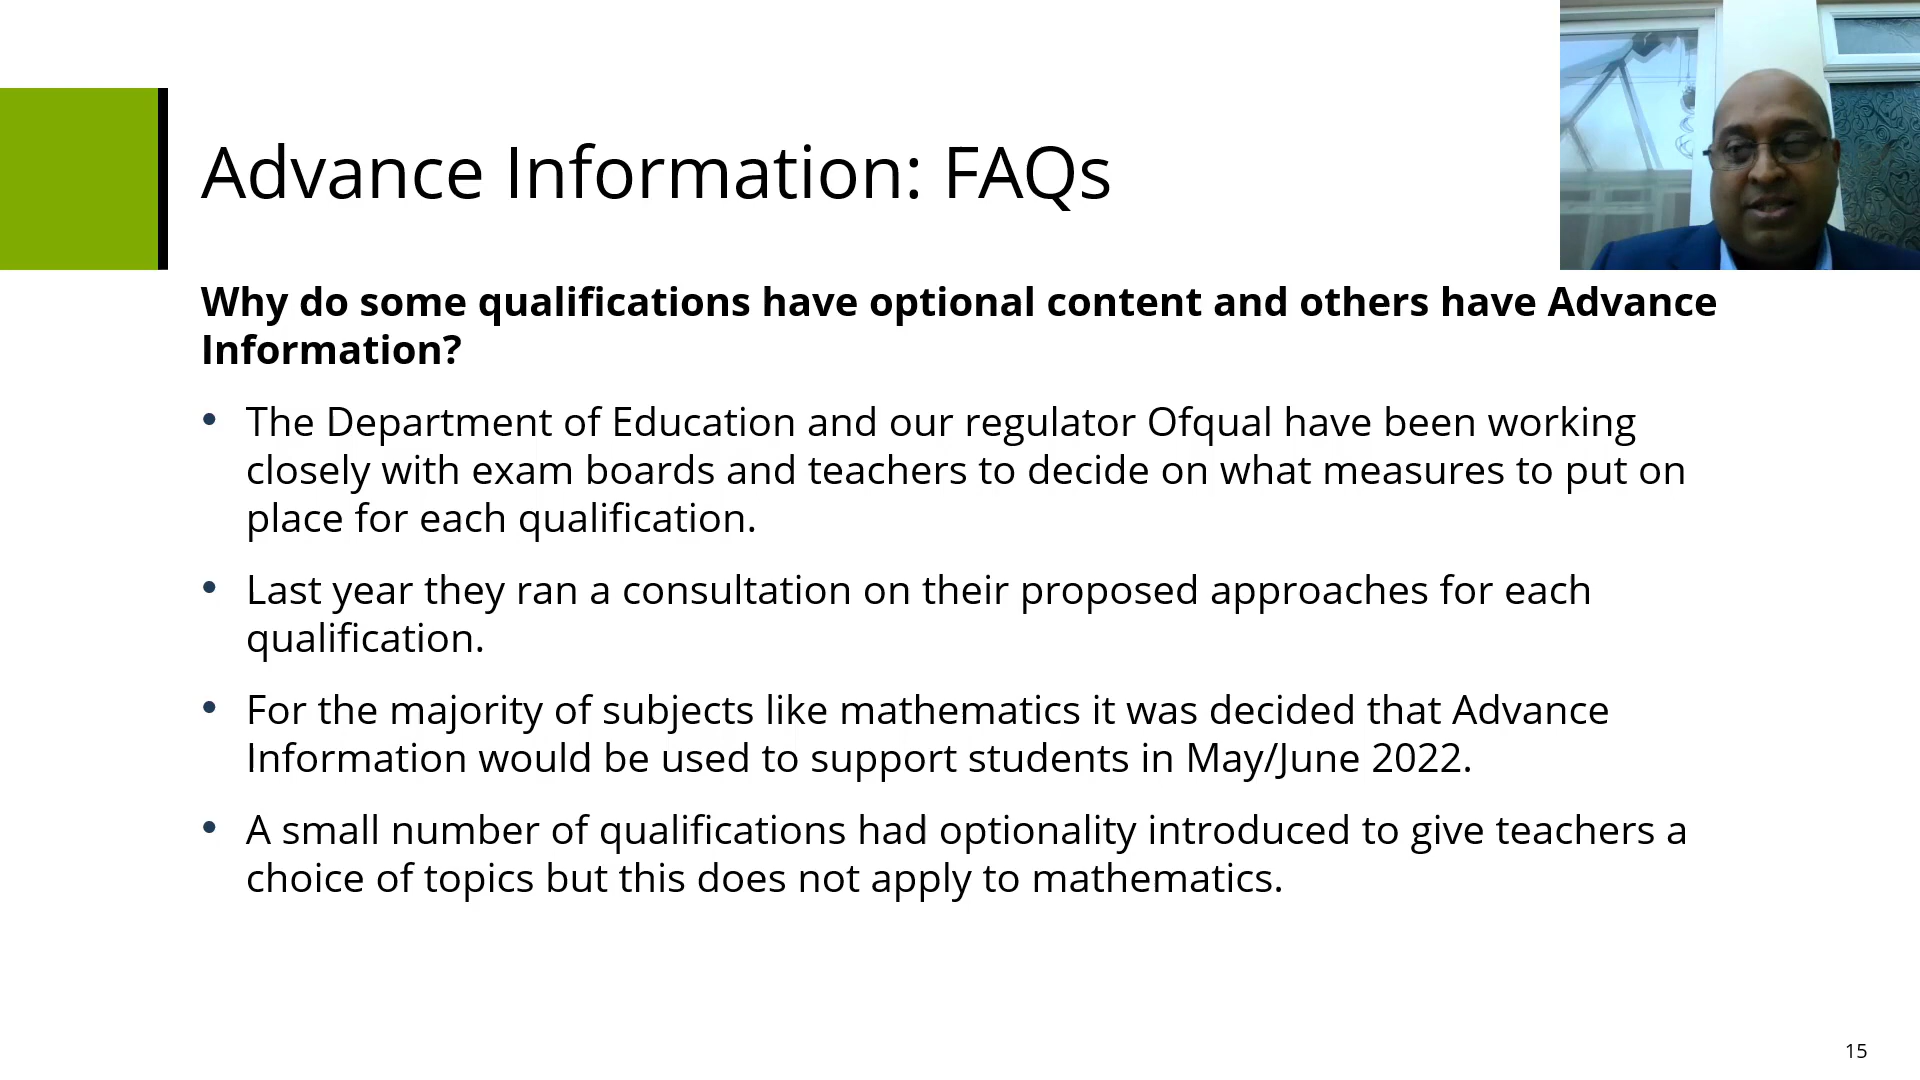 Advance Information: FAQs
Why do some qualifications have optional content and others have Advance
Information?
• The Department of Education and our regulator Ofqual have been working
closely with exam boards and teachers to decide on what measures to put on
place for each qualification.
• Last year they ran a consultation on their proposed approaches for each
qualification.
• For the majority of subjects like mathematics it was decided that Advance
Information would be used to support students in May/June 2022.
• A small number of qualifications had optionality introduced to give teachers a
choice of topics but this does not apply to mathematics.
15